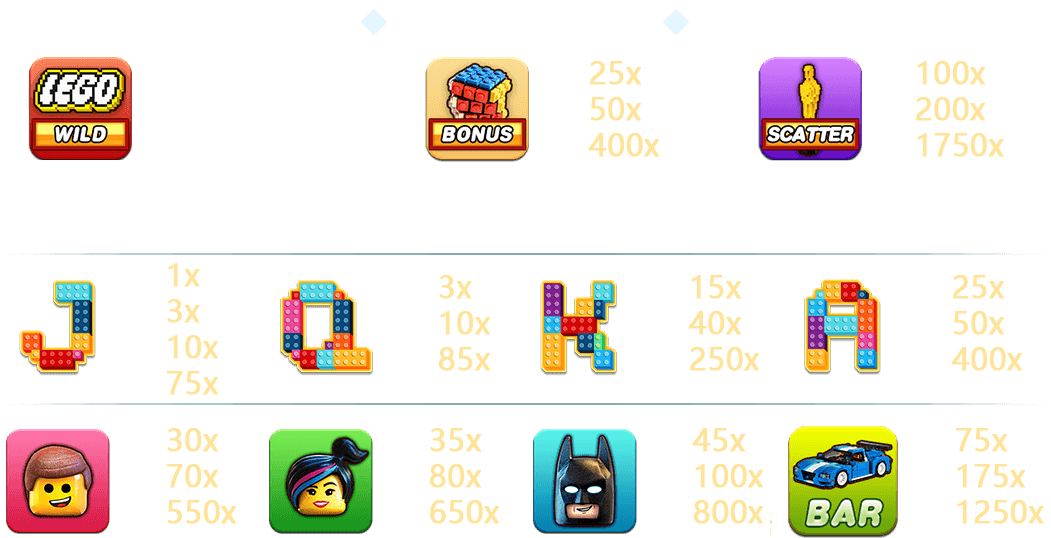 LEGO
WILD
BONUS
25x
50x
400x
SCATTER
100x
200x
1750x
J
1x
3x
10x
75x
Q
3x
10x
85x
K
15x
40x
250x
A
25x
50x
400x
30x
70x
550x
35x
80x
650x
45x
100x
800x
BAR
75x
175x
1250x